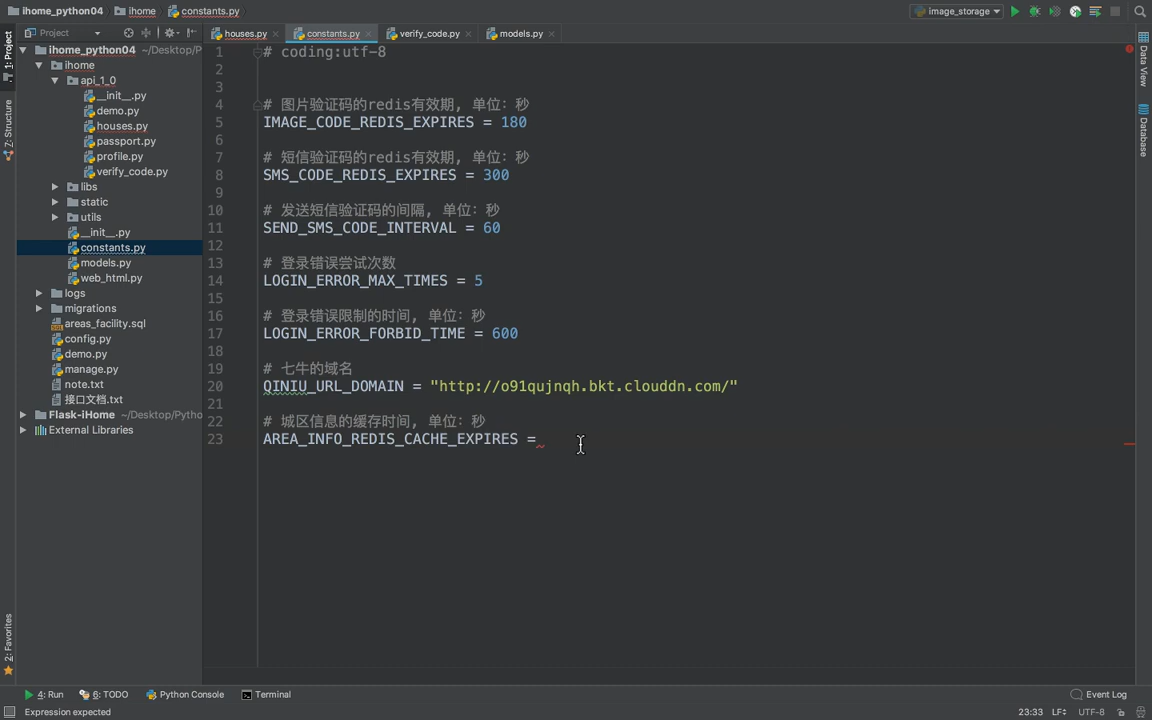 ihome_python04 ihome constants.py
image_storage
Project
houses.py constants.py verify_code.py models.py
1: Project
Z: Structure
2: Favorites
ihome_python04 ~/Desktop/P
ihome
api_1_0
__init__.py
demo.py
houses.py
passport.py
profile.py
verify_code.py
libs
static
utils
__init__.py
constants.py
models.py
web_html.py
logs
migrations
areas_facility.sql
config.py
demo.py
manage.py
note.txt
接口文档.txt
Flask-iHome ~/Desktop/Pytho
External Libraries
1 # coding:utf-8
2
3
4 # 图片验证码的redis有效期, 单位：秒
5 IMAGE_CODE_REDIS_EXPIRES = 180
6
7 # 短信验证码的redis有效期, 单位：秒
8 SMS_CODE_REDIS_EXPIRES = 300
9
10 # 发送短信验证码的间隔, 单位：秒
11 SEND_SMS_CODE_INTERVAL = 60
12
13 # 登录错误尝试次数
14 LOGIN_ERROR_MAX_TIMES = 5
15
16 # 登录错误限制的时间, 单位：秒
17 LOGIN_ERROR_FORBID_TIME = 600
18
19 # 七牛的域名
20 QINIU_URL_DOMAIN = "http://o91qujnqh.bkt.clouddn.com/"
21
22 # 城区信息的缓存时间, 单位：秒
23 AREA_INFO_REDIS_CACHE_EXPIRES =
Data View
Database
4: Run 6: TODO Python Console Terminal Event Log
Expression expected 23:33 LF UTF-8